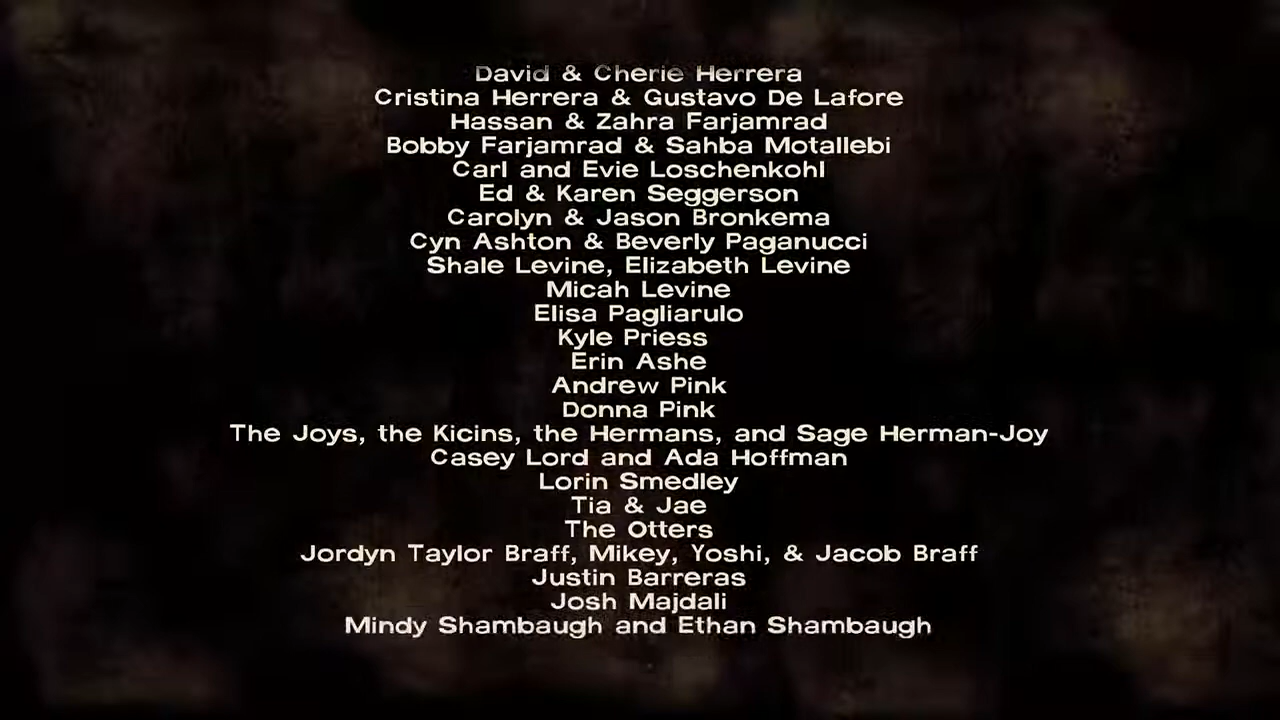 David & Cherie Herrera
Cristina Herrera & Gustavo De Lafore
Hassan & Zahra Farjamrad
Bobby Farjamrad & Sahba Motallebi
Carl and Evie Loschenkohl
Ed & Karen Seggerson
Carolyn & Jason Bronkema
Cyn Ashton & Beverly Paganucci
Shale Levine, Elizabeth Levine
Micah Levine
Elisa Pagliarulo
Kyle Priess
Erin Ashe
Andrew Pink
Donna Pink
The Joys, the Kicins, the Hermans, and Sage Herman-Joy
Casey Lord and Ada Hoffman
Lorin Smedley
Tia & Jae
The Otters
Jordyn Taylor Braff, Mikey, Yoshi, & Jacob Braff
Justin Barreras
Josh Majdali
Mindy Shambaugh and Ethan Shambaugh